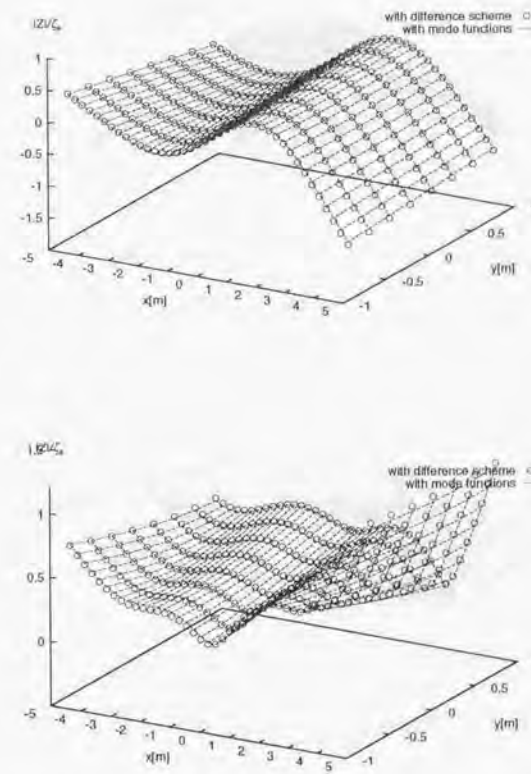 |Z|/ζₐ
with difference scheme
with mode functions
1
0.5
0
-0.5
-1
-1.5
-5 -4 -3 -2 -1 0 1 2 3 4 5
x[m]
-1 -0.5 0 0.5
y[m]
with difference scheme
with mode functions
1
0.5
0
-5 -4 -3 -2 -1 0 1 2 3 4 5
x[m]
-1 -0.5 0 0.5
y[m]